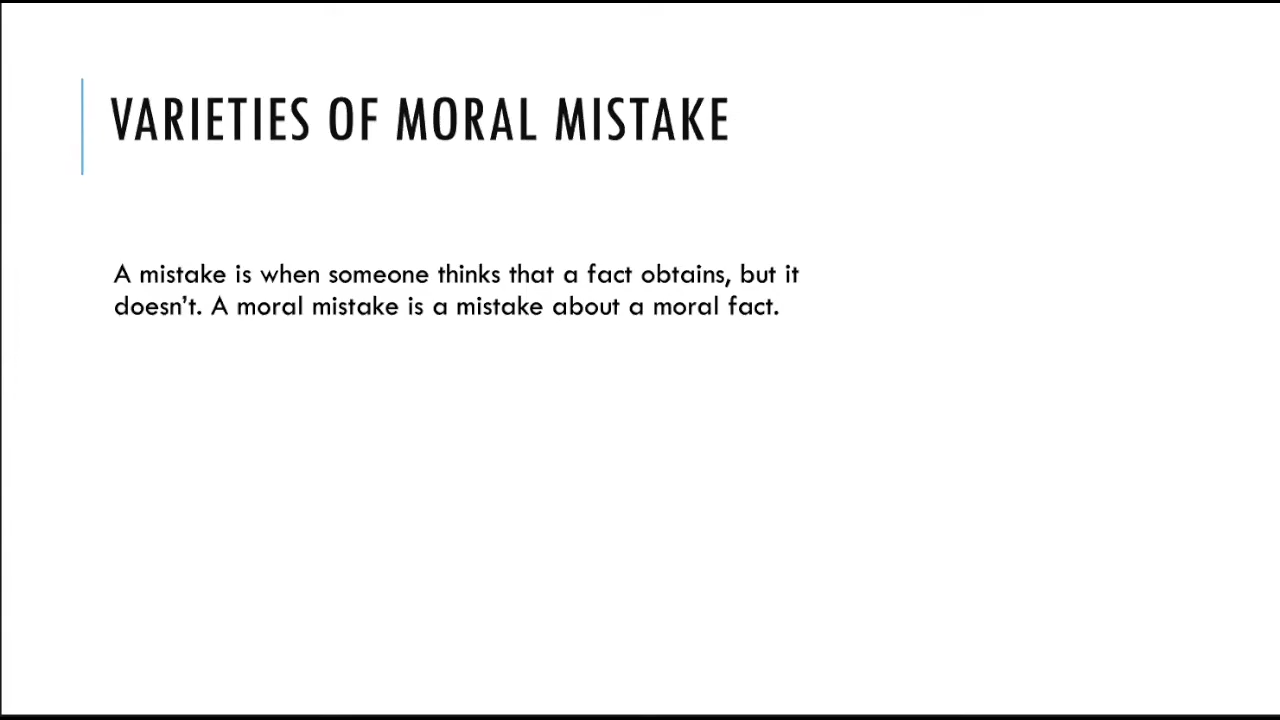 VARIETIES OF MORAL MISTAKE
A mistake is when someone thinks that a fact obtains, but it
doesn’t. A moral mistake is a mistake about a moral fact.